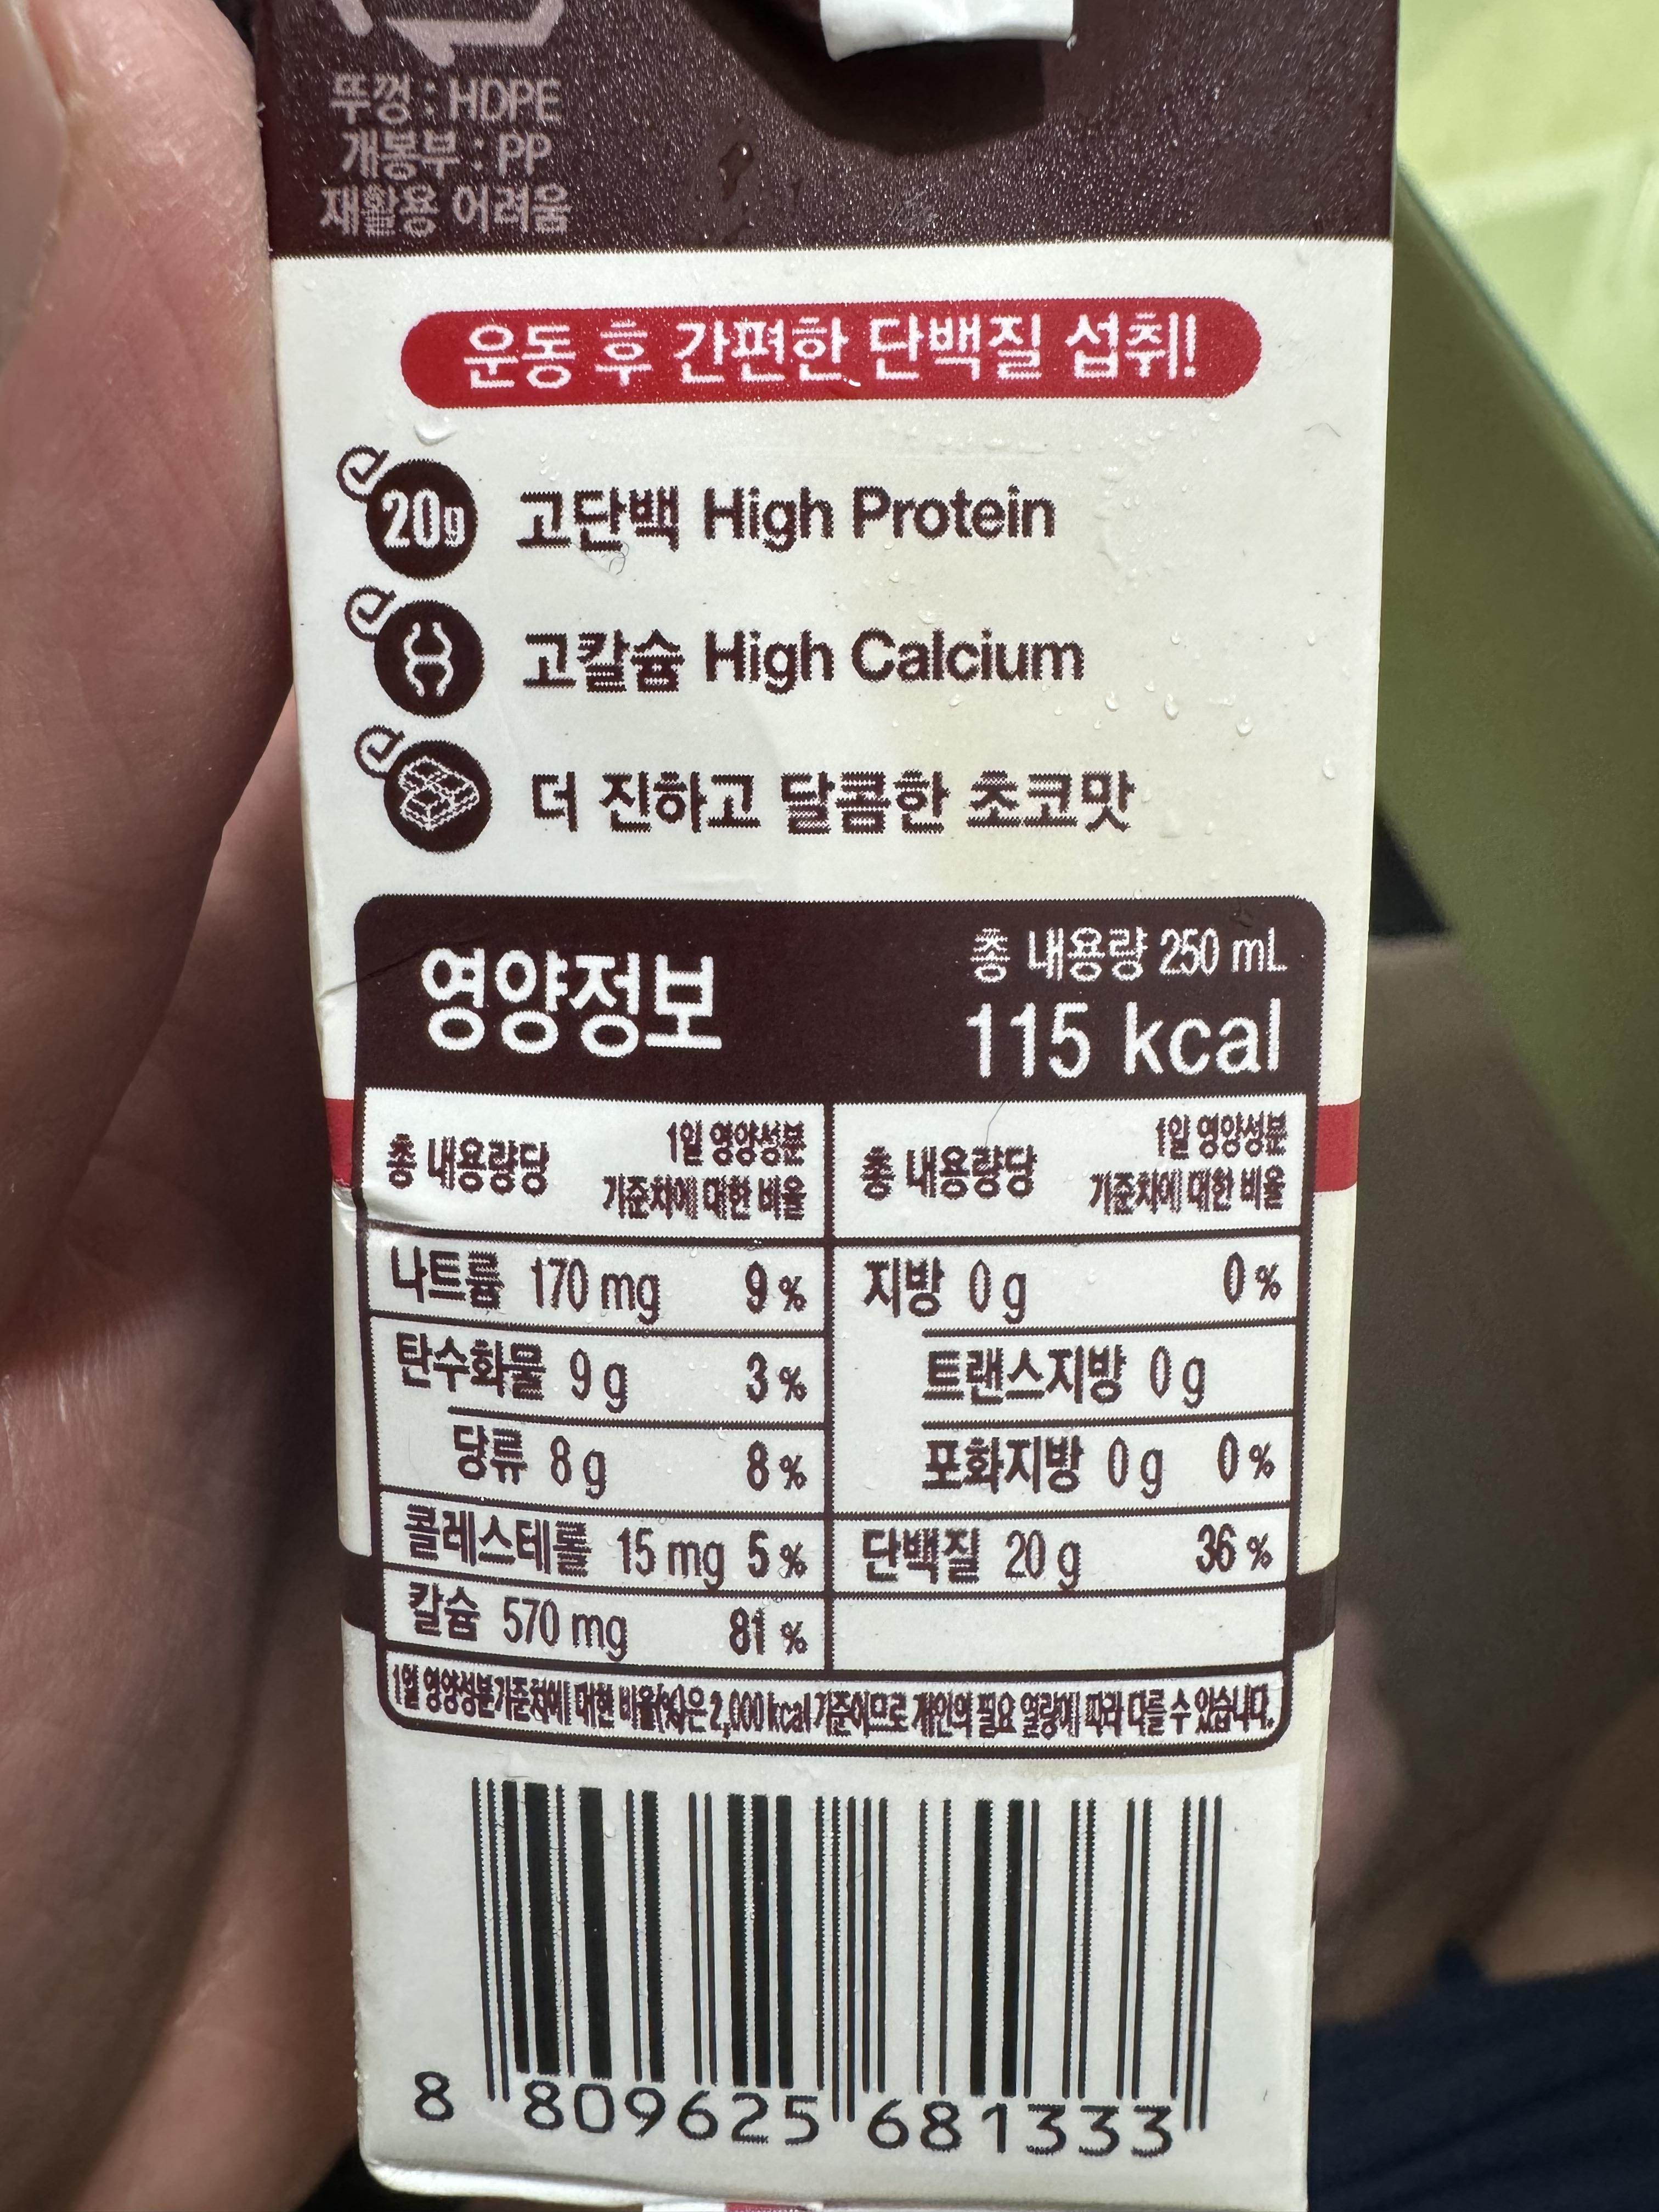 뚜껑 : HDPE
개봉부 : PP
재활용 어려움
운동 후 간편한 단백질 섭취!
20g 고단백 High Protein
고칼슘 High Calcium
더 진하고 달콤한 초코맛
영양정보
총 내용량 250 mL
115 kcal
총 내용량당 1일 영양성분
기준치에 대한 비율
총 내용량당 1일 영양성분
기준치에 대한 비율
나트륨 170 mg 9 %
지방 0 g 0 %
탄수화물 9 g 3 %
트랜스지방 0 g
당류 8 g 8 %
포화지방 0 g 0 %
콜레스테롤 15 mg 5 %
단백질 20 g 36 %
칼슘 570 mg 81 %
1일 영양성분기준치에 대한 비율(%)은 2,000 kcal 기준이므로 개인의 필요 열량에 따라 다를 수 있습니다.
8 809625 681333